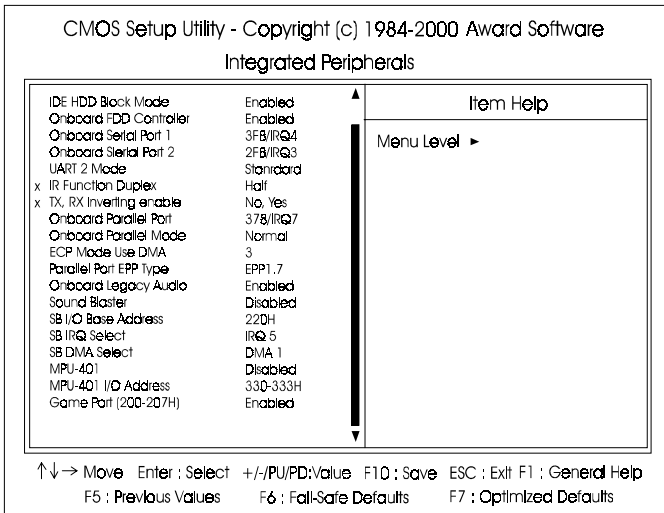 CMOS Setup Utility - Copyright (c) 1984-2000 Award Software
Integrated Peripherals
IDE HDD Block Mode Enabled
Onboard FDD Controller Enabled
Onboard Serial Port 1 3F8/IRQ4
Onboard Slerial Port 2 2F8/IRQ3
UART 2 Mode Stanrdard
x IR Function Duplex Half
x TX, RX Inverting enable No, Yes
Onboard Parallel Port 378/IRQ7
Onboard Parallel Mode Normal
ECP Mode Use DMA 3
Parallel Port EPP Type EPP1.7
Onboard Legacy Audio Enabled
Sound Blaster Disabled
SB I/O Base Address 220H
SB IRQ Select IRQ 5
SB DMA Select DMA 1
MPU-401 Disabled
MPU-401 I/O Address 330-333H
Game Port (200-207H) Enabled
Item Help
Menu Level ►
↑↓→ Move Enter : Select +/-/PU/PD:Value F10 : Save ESC : Exit F1 : General Help
F5 : Previous Values F6 : Fail-Safe Defaults F7 : Optimized Defaults